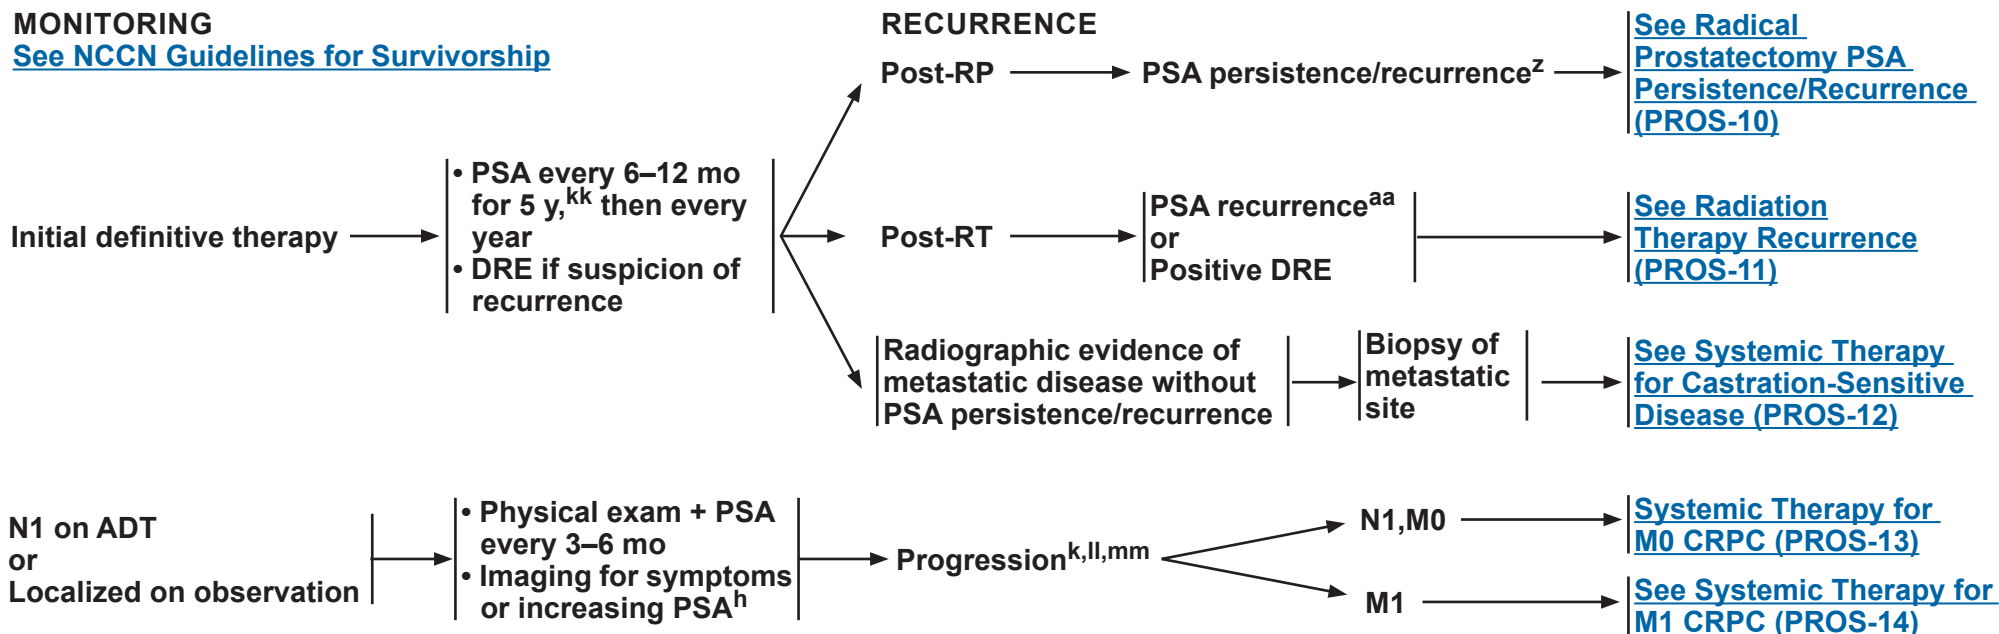 MONITORING
See NCCN Guidelines for Survivorship
RECURRENCE
Post-RP
PSA persistence/recurrencez
See Radical
Prostatectomy PSA
Persistence/Recurrence
(PROS-10)
Initial definitive therapy
• PSA every 6–12 mo
for 5 y,kk then every
year
• DRE if suspicion of
recurrence
Post-RT
PSA recurrenceaa
or
Positive DRE
See Radiation
Therapy Recurrence
(PROS-11)
Radiographic evidence of
metastatic disease without
PSA persistence/recurrence
Biopsy of
metastatic
site
See Systemic Therapy
for Castration-Sensitive
Disease (PROS-12)
N1 on ADT
or
Localized on observation
• Physical exam + PSA
every 3–6 mo
• Imaging for symptoms
or increasing PSAh
Progressionk,ll,mm
N1,M0
Systemic Therapy for
M0 CRPC (PROS-13)
M1
See Systemic Therapy for
M1 CRPC (PROS-14)